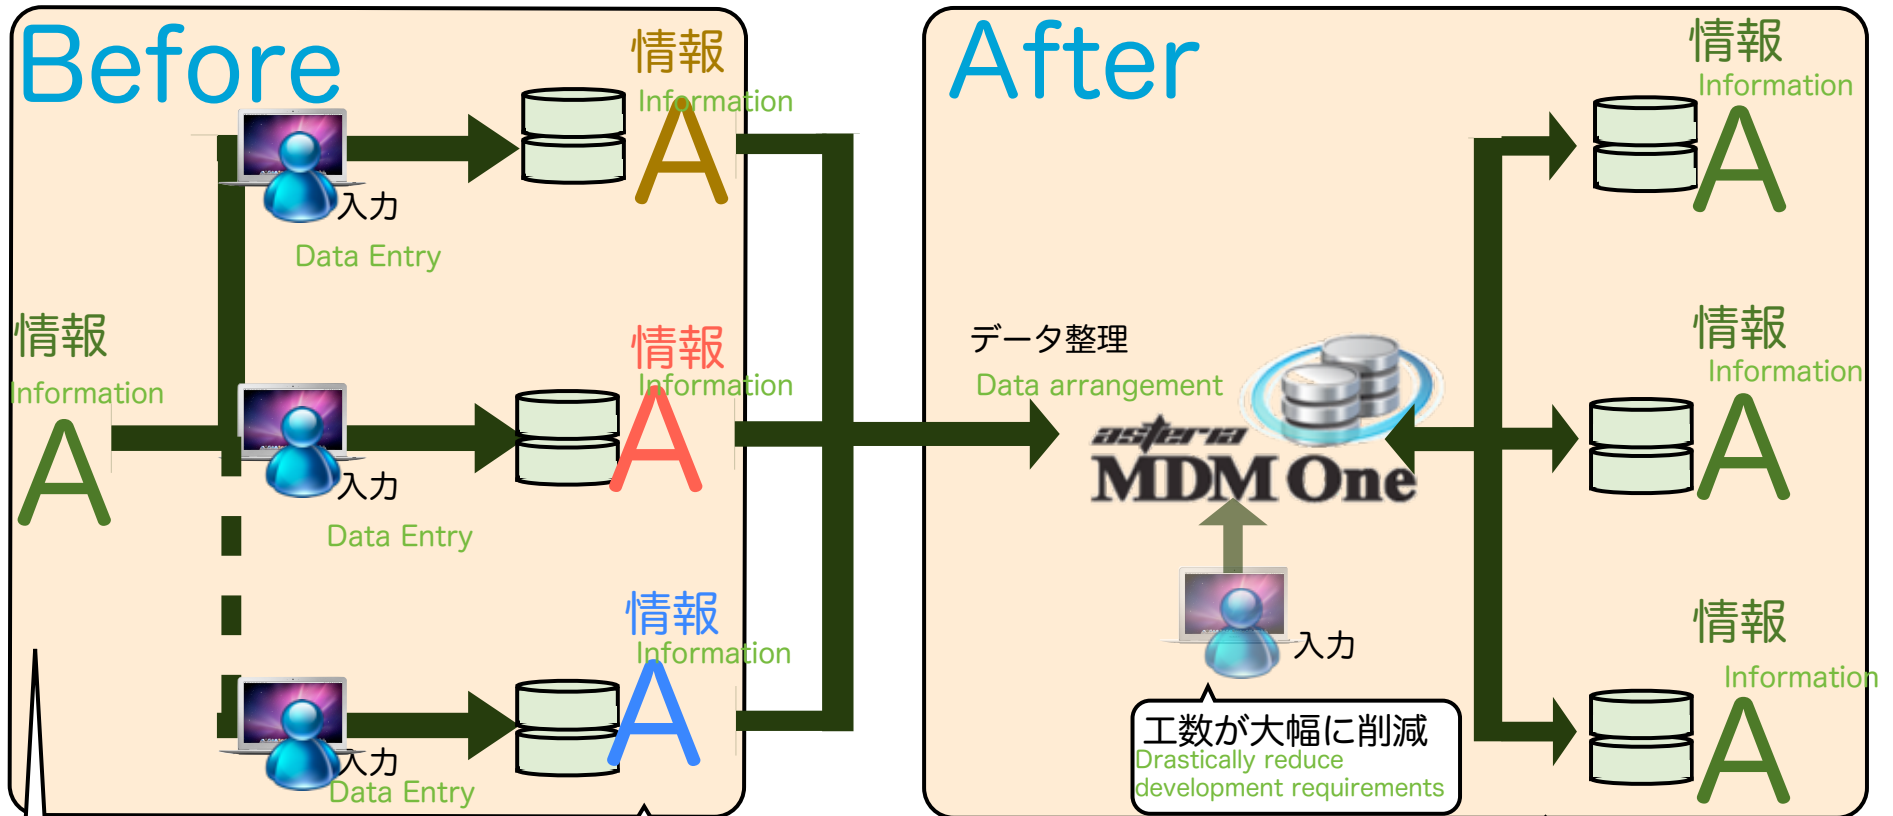 Before
情報
Information
A
入力
Data Entry
情報
Information
A
情報
Information
A
入力
Data Entry
情報
Information
A
入力
Data Entry
After
情報
Information
A
データ整理
Data arrangement
asteria
MDM One
情報
Information
A
入力
工数が大幅に削減
Drastically reduce
development requirements
情報
Information
A